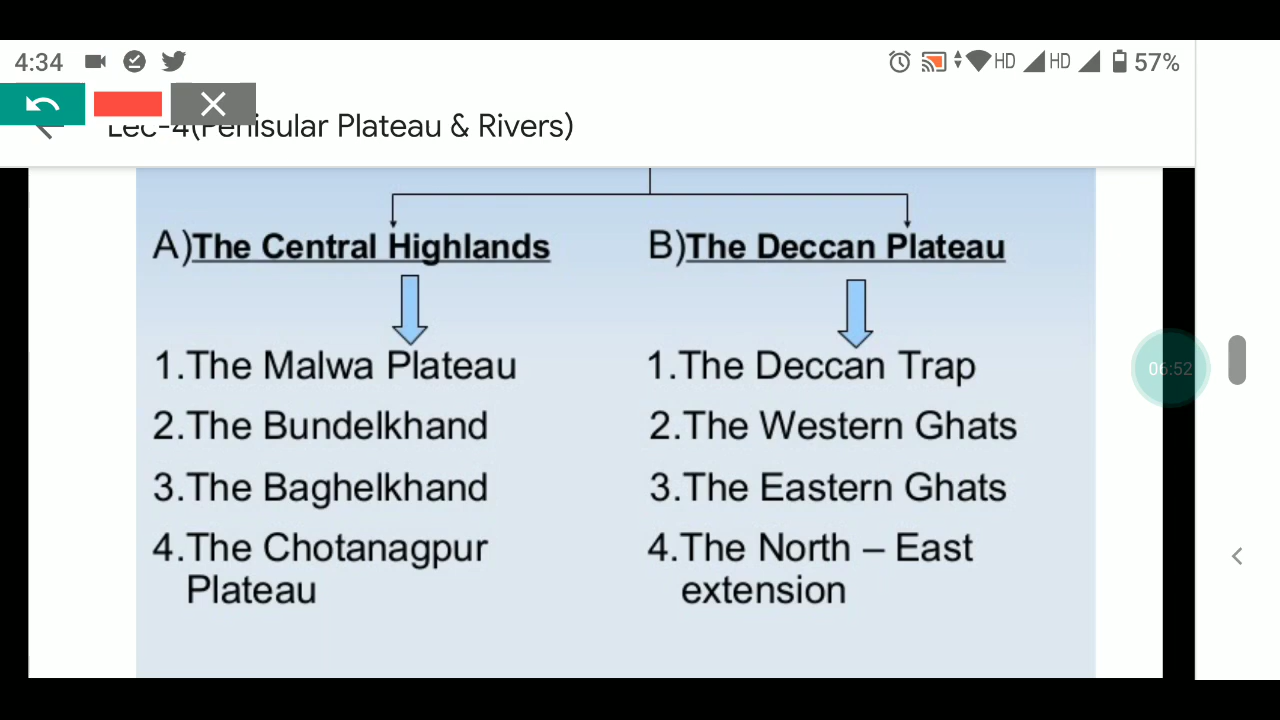 4:34 HD HD 57%
Lec-4(Penisular Plateau & Rivers)
A)The Central Highlands
B)The Deccan Plateau
1.The Malwa Plateau
2.The Bundelkhand
3.The Baghelkhand
4.The Chotanagpur
Plateau
1.The Deccan Trap
2.The Western Ghats
3.The Eastern Ghats
4.The North – East
extension
06:52